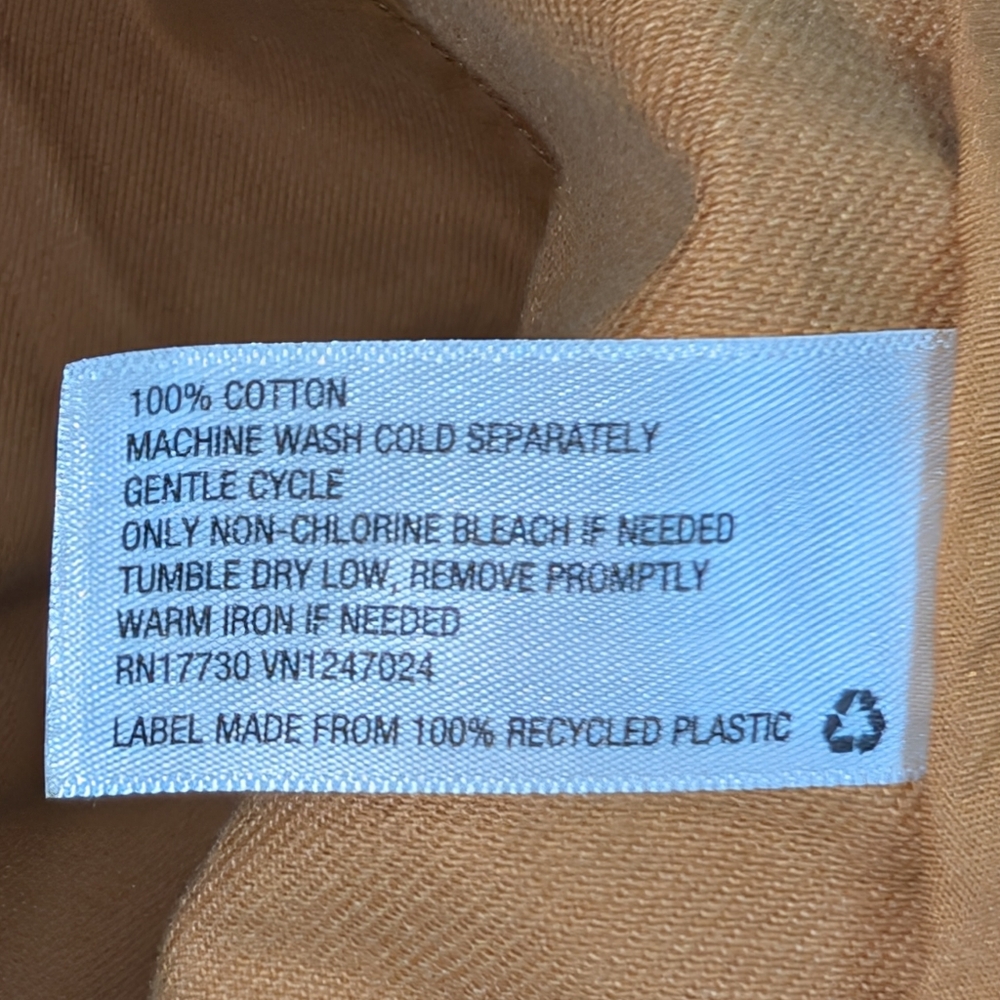 100% COTTON
MACHINE WASH COLD SEPARATELY
GENTLE CYCLE
ONLY NON-CHLORINE BLEACH IF NEEDED
TUMBLE DRY LOW, REMOVE PROMPTLY
WARM IRON IF NEEDED
RN17730 VN1247024
LABEL MADE FROM 100% RECYCLED PLASTIC